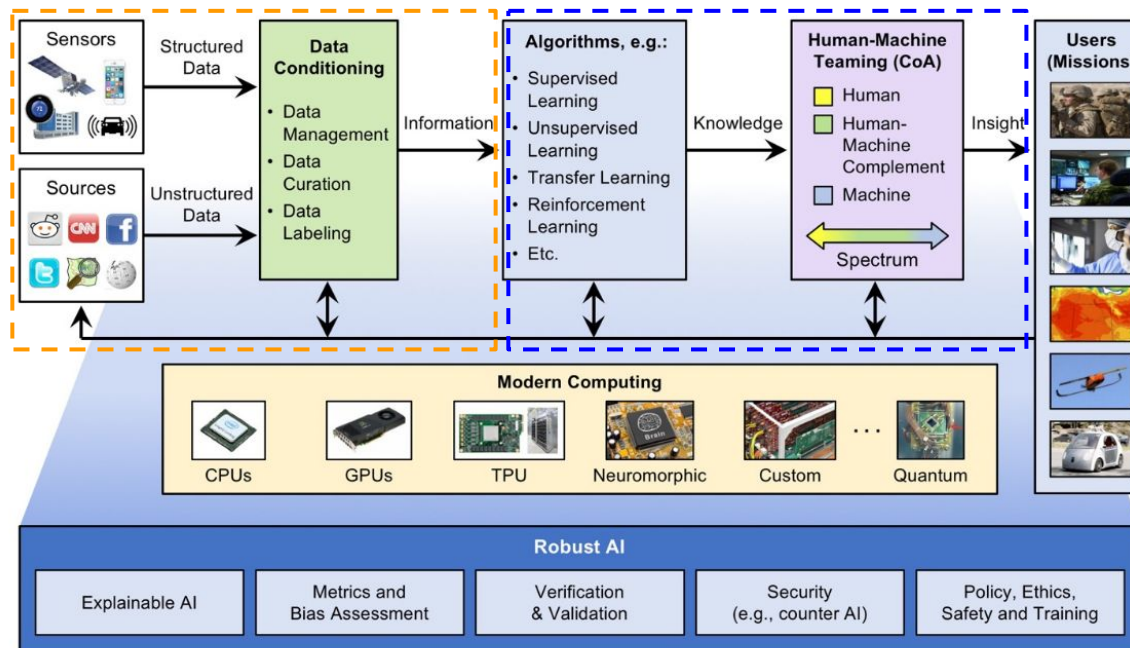 Sensors
Structured
Data
Sources
Unstructured
Data
CNN
Data
Conditioning
• Data
Management
• Data
Curation
• Data
Labeling
Information
Algorithms, e.g.:
• Supervised
Learning
• Unsupervised
Learning
• Transfer Learning
• Reinforcement
Learning
• Etc.
Knowledge
Human-Machine
Teaming (CoA)
Human
Human-
Machine
Complement
Machine
Spectrum
Insight
Users
(Missions
Modern Computing
CPUs
GPUs
TPU
Brain
Neuromorphic
Custom
...
Quantum
Robust AI
Explainable AI
Metrics and
Bias Assessment
Verification
& Validation
Security
(e.g., counter AI)
Policy, Ethics,
Safety and Training